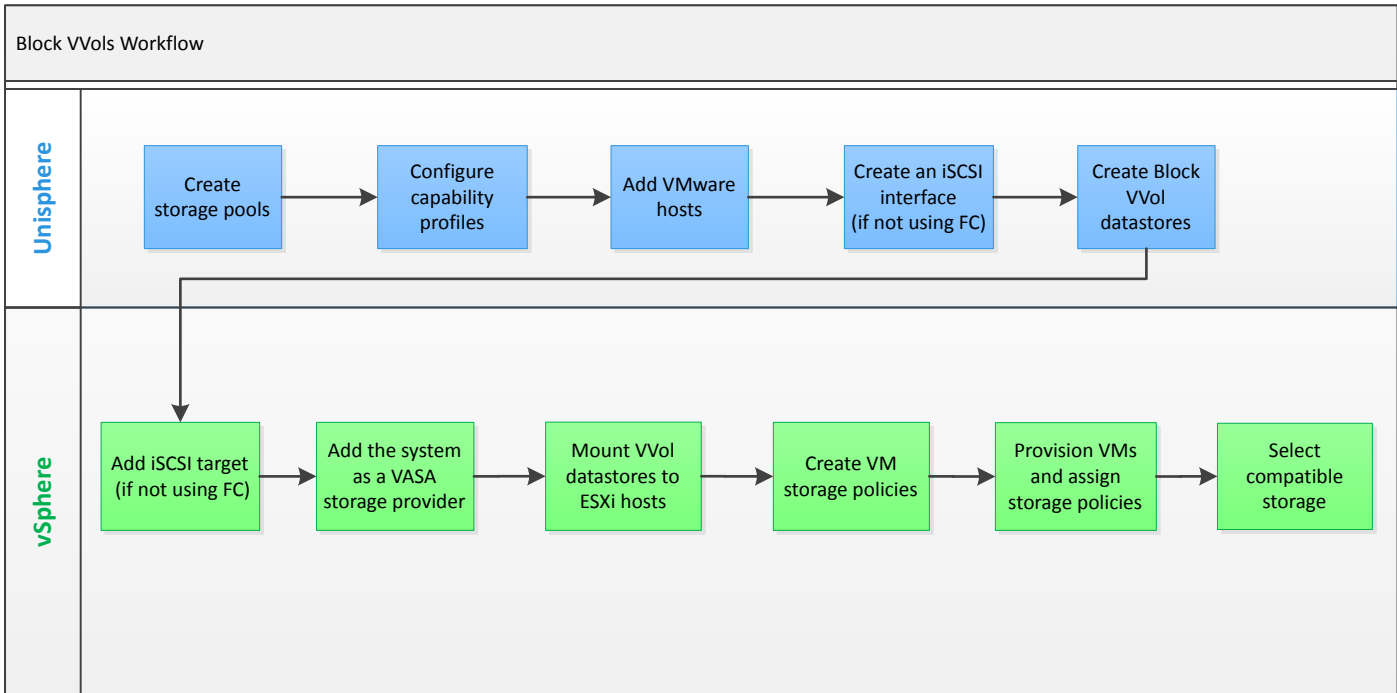 Block VVols Workflow
Unisphere
Create
storage pools
Configure
capability
profiles
Add VMware
hosts
Create an iSCSI
interface
(if not using FC)
Create Block
VVol
datastores
vSphere
Add iSCSI target
(if not using FC)
Add the system
as a VASA
storage provider
Mount VVol
datastores to
ESXi hosts
Create VM
storage policies
Provision VMs
and assign
storage policies
Select
compatible
storage